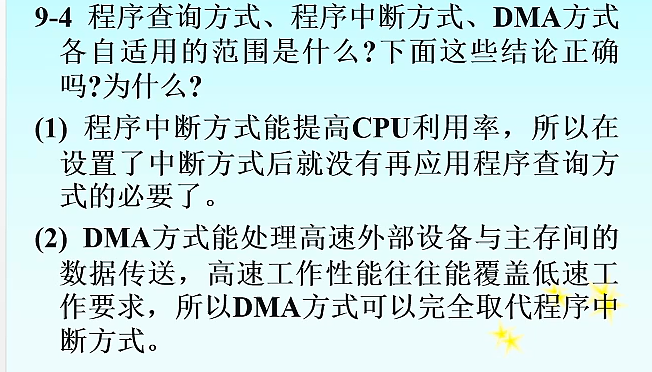 9-4 程序查询方式、程序中断方式、DMA方式
各自适用的范围是什么?下面这些结论正确
吗?为什么?
(1) 程序中断方式能提高CPU利用率，所以在
设置了中断方式后就没有再应用程序查询方
式的必要了。
(2) DMA方式能处理高速外部设备与主存间的
数据传送，高速工作性能往往能覆盖低速工
作要求，所以DMA方式可以完全取代程序中
断方式。